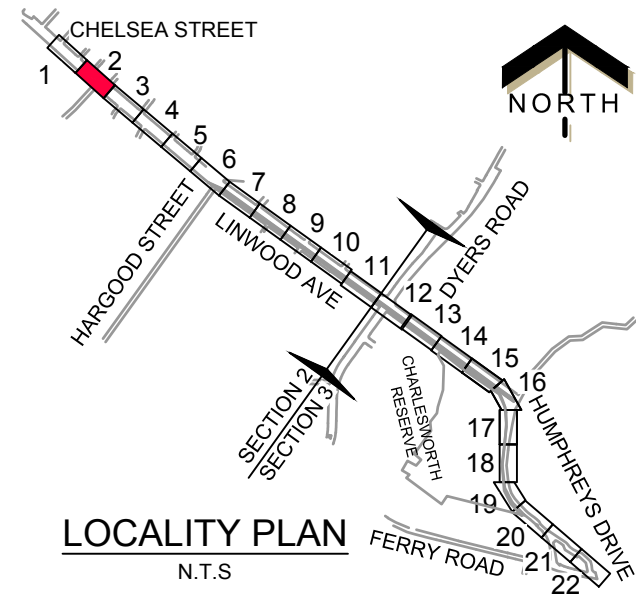 CHELSEA STREET
NORTH
1
2
3
4
5
6
7
8
9
10
11
12
13
14
15
16
17
18
19
20
21
22
HARGOOD STREET
LINWOOD AVE
DYERS ROAD
SECTION 2
SECTION 3
CHARLESWORTH
RESERVE
HUMPHREYS DRIVE
FERRY ROAD
LOCALITY PLAN
N.T.S